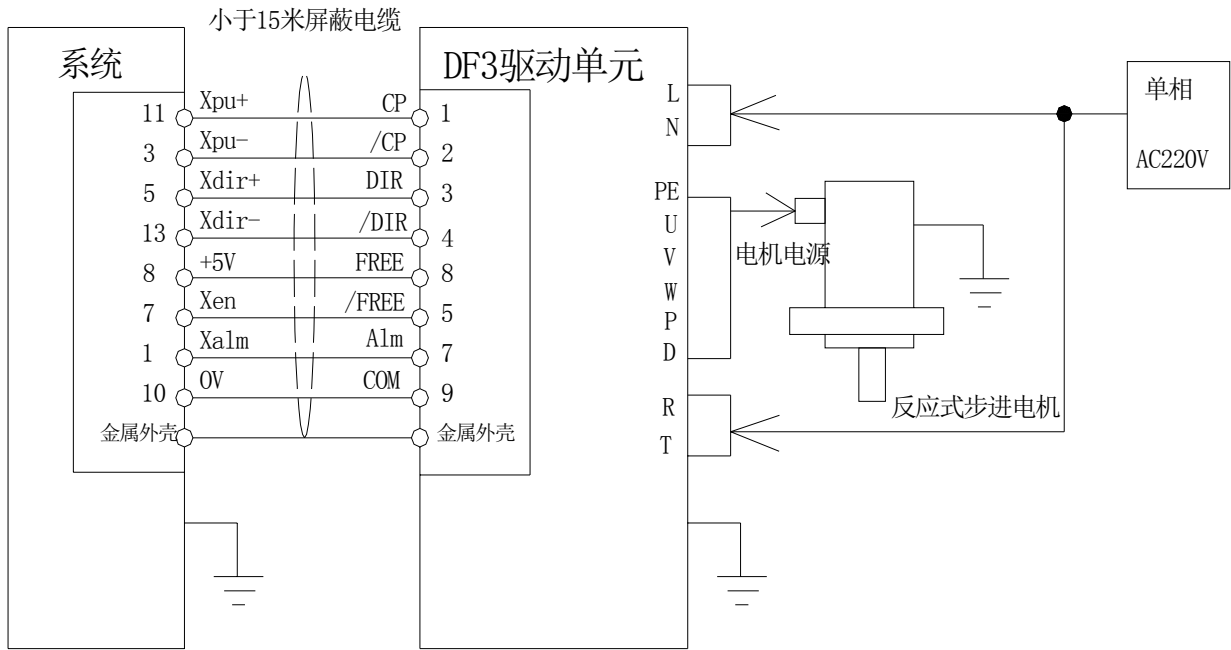 小于15米屏蔽电缆
系统
DF3驱动单元
11 Xpu+ CP 1
3 Xpu- /CP 2
5 Xdir+ DIR 3
13 Xdir- /DIR 4
8 +5V FREE 8
7 Xen /FREE 5
1 Xalm Alm 7
10 0V COM 9
金属外壳 金属外壳
L
N
PE
U
V
W
P
D
R
T
电机电源
反应式步进电机
单相
AC220V